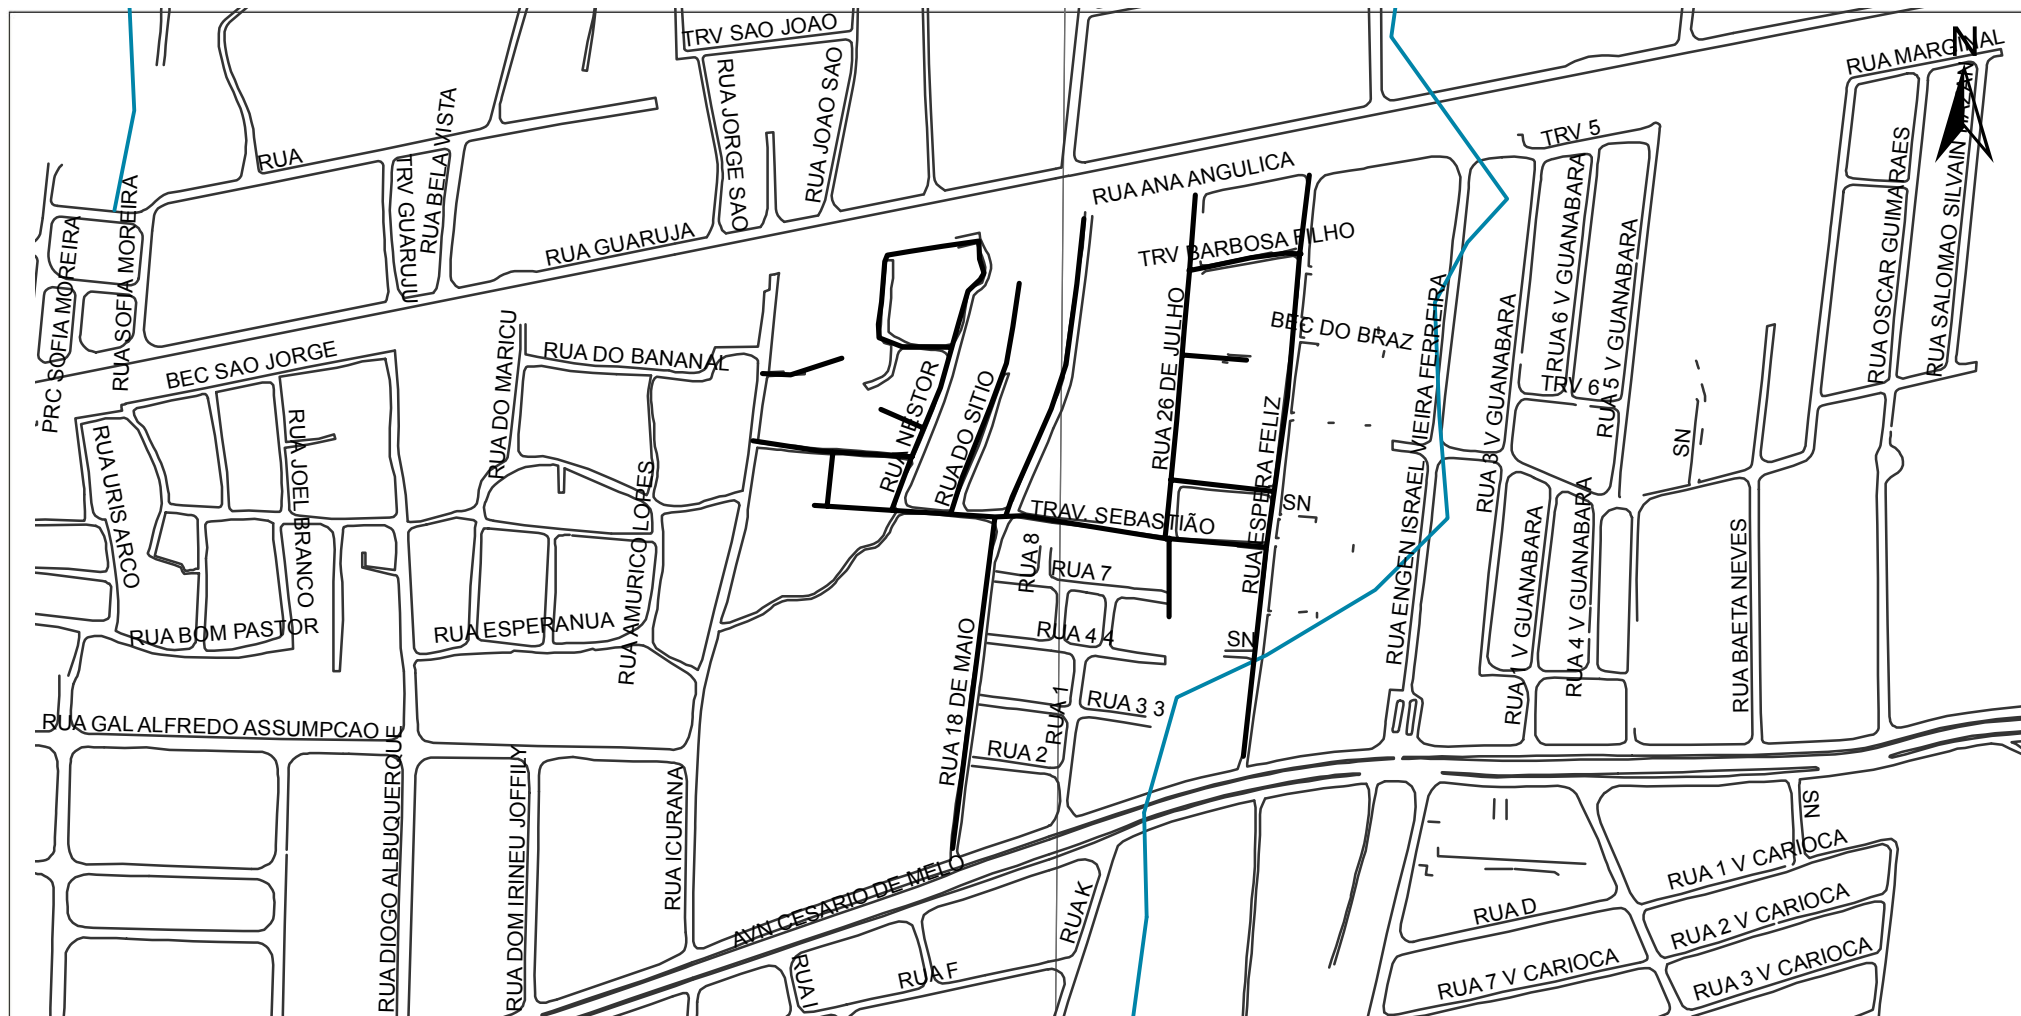 TRV SAO JOAO
N
RUA MARGINAL
RUA
RUA BELA VISTA
TRV GUARUJU
RUA JORGE SAO
RUA JOAO SAO
TRV 5
RUA ANA ANGULICA
RUA 6 V GUANABARA
RUA 5 V GUANABARA
RUA OSCAR GUIMARAES
RUA SALOMAO SILVAIN
PRC SOFIA MOREIRA
RUA SOFIA MOREIRA
RUA GUARUJA
TRV BARBOSA FILHO
BEC DO BRAZ
BEC SAO JORGE
RUA DO BANANAL
RUA DO MARICU
RUA NESTOR
RUA DO SITIO
RUA 26 DE JULHO
RUA ESPERA FELIZ
RUA ENGEN ISRAEL VIEIRA FERREIRA
RUA 3 V GUANABARA
TRV 6
SN
RUA URIS ARCO
RUA JOEL BRANCO
RUA AMURICO LOPES
TRAV. SEBASTIÃO
SN
RUA 8
RUA 7
RUA 1 V GUANABARA
RUA 4 V GUANABARA
RUA BAETA NEVES
RUA BOM PASTOR
RUA ESPERANUA
RUA 4 4
SN
RUA 18 DE MAIO
RUA 1
RUA 3 3
RUA 2
RUA GAL ALFREDO ASSUMPCAO
RUA DIOGO ALBUQUERQUE
RUA DOM IRINEU JOFFILY
RUA ICURANA
SN
AVN CESARIO DE MELO
RUA K
RUA 1 V CARIOCA
RUA D
RUA 2 V CARIOCA
RUA I
RUA F
RUA 7 V CARIOCA
RUA 3 V CARIOCA